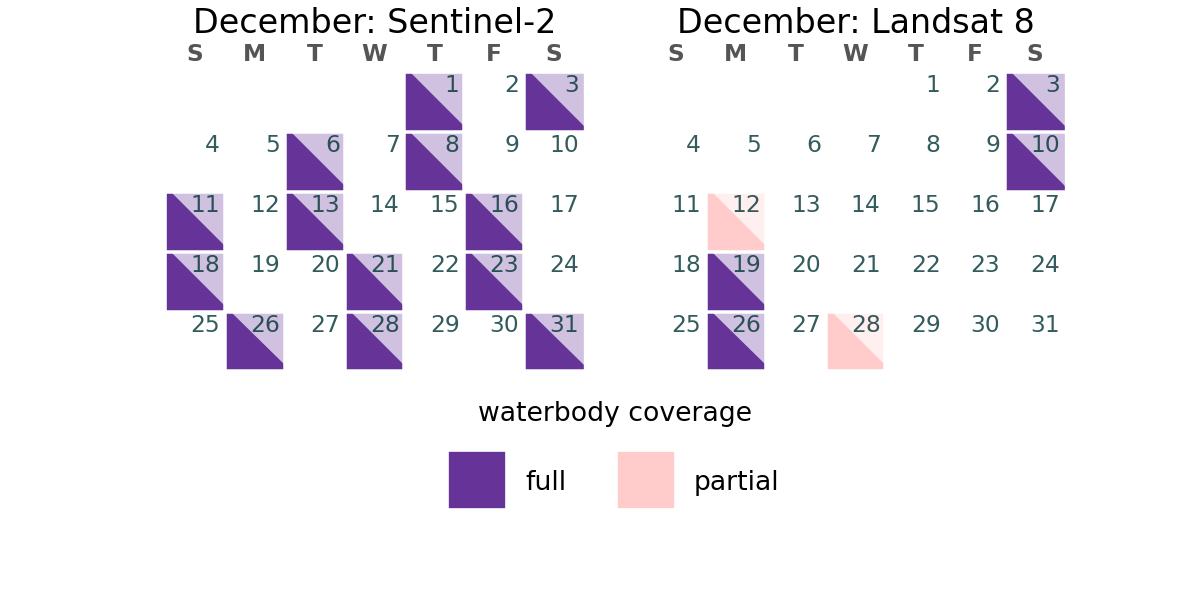 December: Sentinel-2
S M T W T F S
1 2 3
4 5 6 7 8 9 10
11 12 13 14 15 16 17
18 19 20 21 22 23 24
25 26 27 28 29 30 31
December: Landsat 8
S M T W T F S
1 2 3
4 5 6 7 8 9 10
11 12 13 14 15 16 17
18 19 20 21 22 23 24
25 26 27 28 29 30 31
waterbody coverage
full
partial